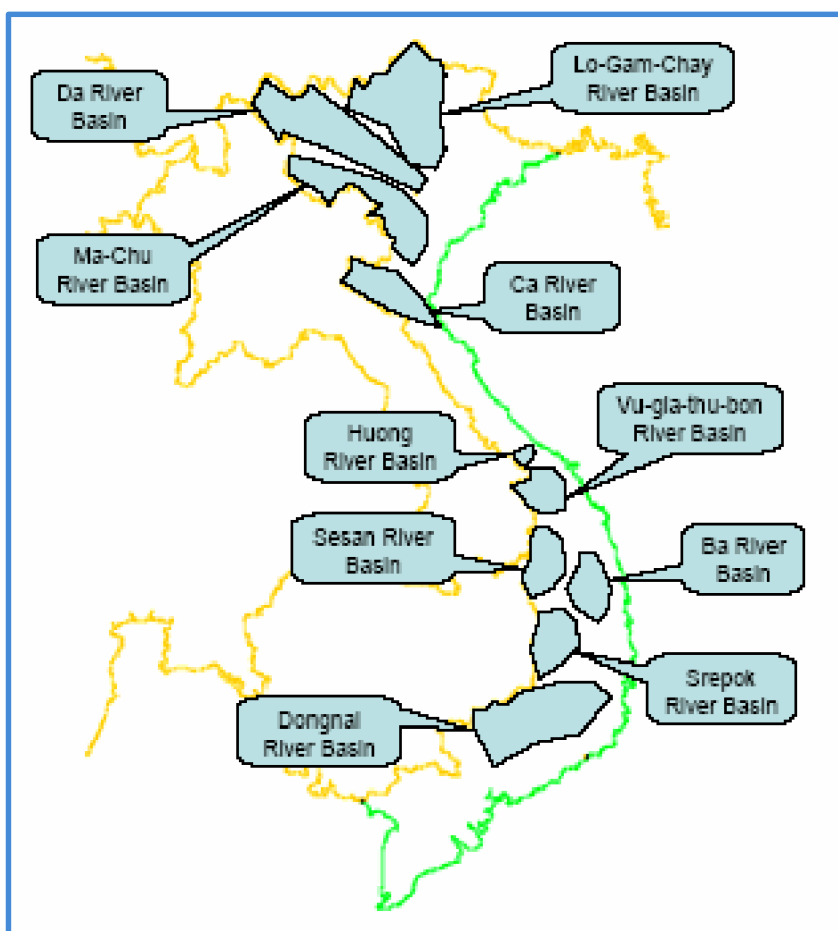 Da River
Basin
Lo-Gam-Chay
River Basin
Ma-Chu
River Basin
Ca River
Basin
Vu-gia-thu-bon
River Basin
Huong
River Basin
Sesan River
Basin
Ba River
Basin
Srepok
River Basin
Dongnai
River Basin